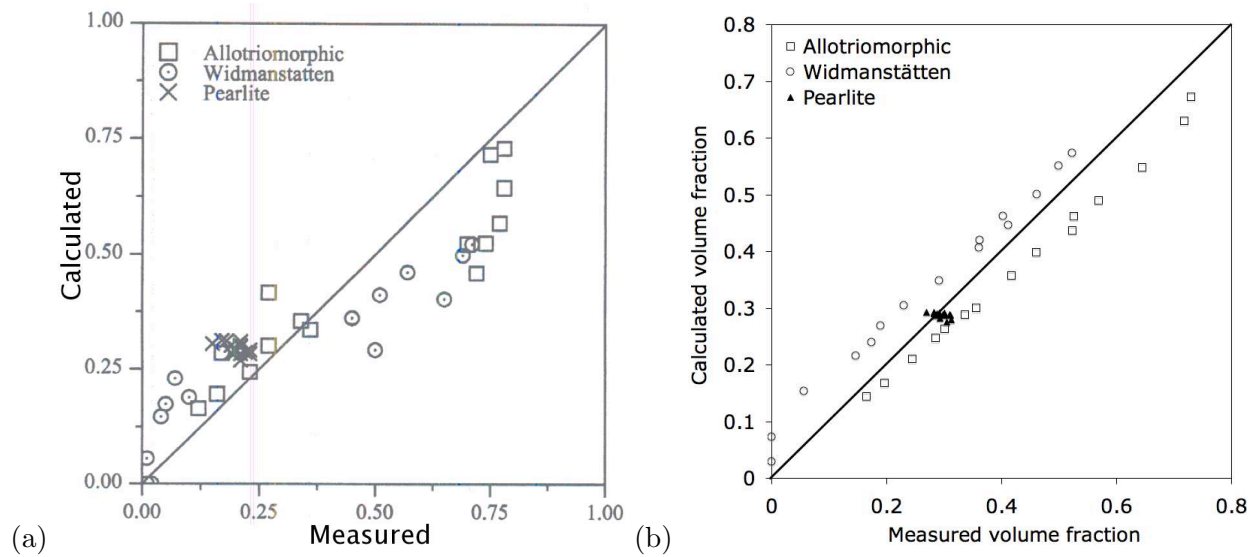 1.00
Allotriomorphic
Widmanstatten
Pearlite
0.75
Calculated
0.50
0.25
0.00
0.00 0.25 0.50 0.75 1.00
(a) Measured
0.8
Allotriomorphic
Widmanstätten
Pearlite
0.7
0.6
Calculated volume fraction
0.5
0.4
0.3
0.2
0.1
0
0 0.2 0.4 0.6 0.8
(b) Measured volume fraction